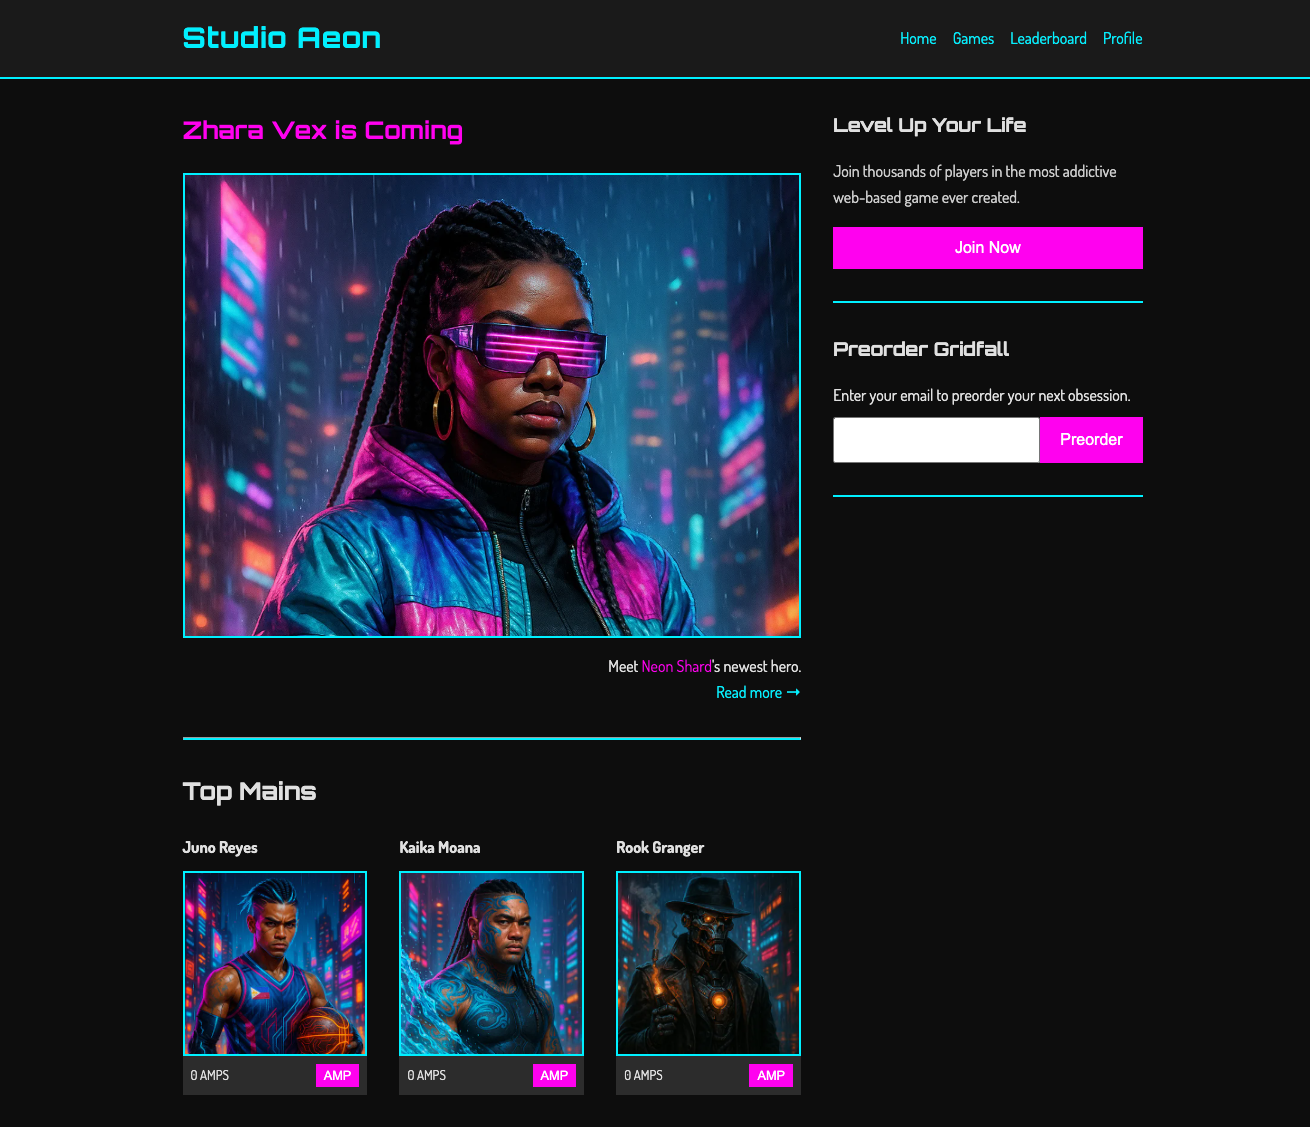 Studio Aeon
Home Games Leaderboard Profile
Zhara Vex is Coming
Meet Neon Shard's newest hero.
Read more →
Top Mains
Juno Reyes
0 AMPS AMP
Kaika Moana
0 AMPS AMP
Rook Granger
0 AMPS AMP
Level Up Your Life
Join thousands of players in the most addictive
web-based game ever created.
Join Now
Preorder Gridfall
Enter your email to preorder your next obsession.
Preorder